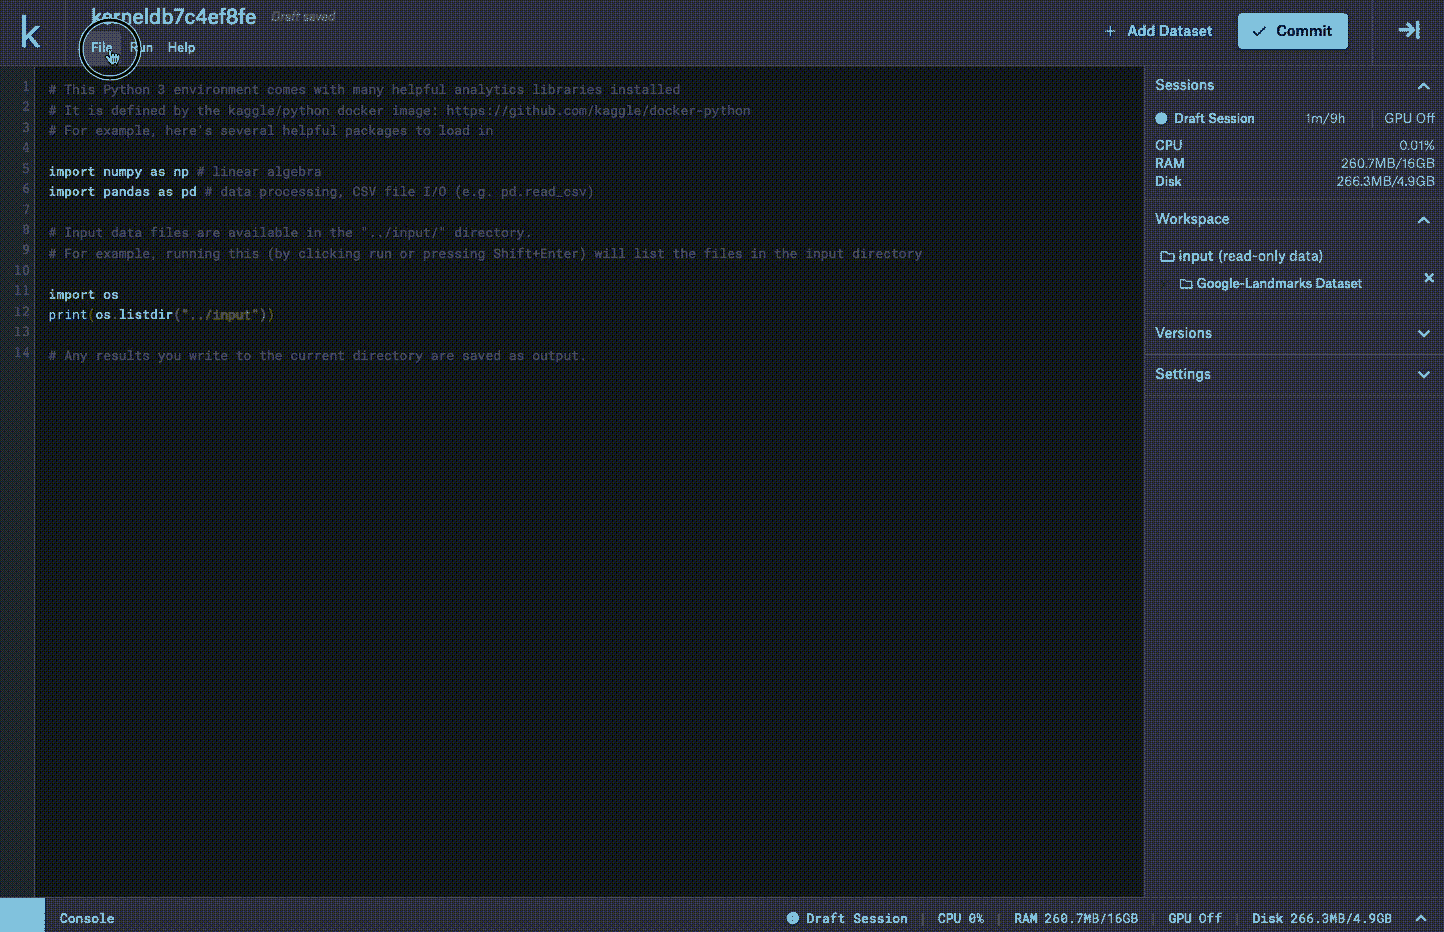 k
kerneldb7c4ef8fe Draft saved
File Run Help
+ Add Dataset
Commit
1 # This Python 3 environment comes with many helpful analytics libraries installed
2 # It is defined by the kaggle/python docker image: https://github.com/kaggle/docker-python
3 # For example, here's several helpful packages to load in
4
5 import numpy as np # linear algebra
6 import pandas as pd # data processing, CSV file I/O (e.g. pd.read_csv)
7
8 # Input data files are available in the "../input/" directory.
9 # For example, running this (by clicking run or pressing Shift+Enter) will list the files in the input directory
10
11 import os
12 print(os.listdir("../input"))
13
14 # Any results you write to the current directory are saved as output.
Sessions
Draft Session 1m/9h GPU Off
CPU 0.01%
RAM 260.7MB/16GB
Disk 266.3MB/4.9GB
Workspace
input (read-only data)
Google-Landmarks Dataset
Versions
Settings
Console
Draft Session | CPU 0% | RAM 260.7MB/16GB | GPU Off | Disk 266.3MB/4.9GB